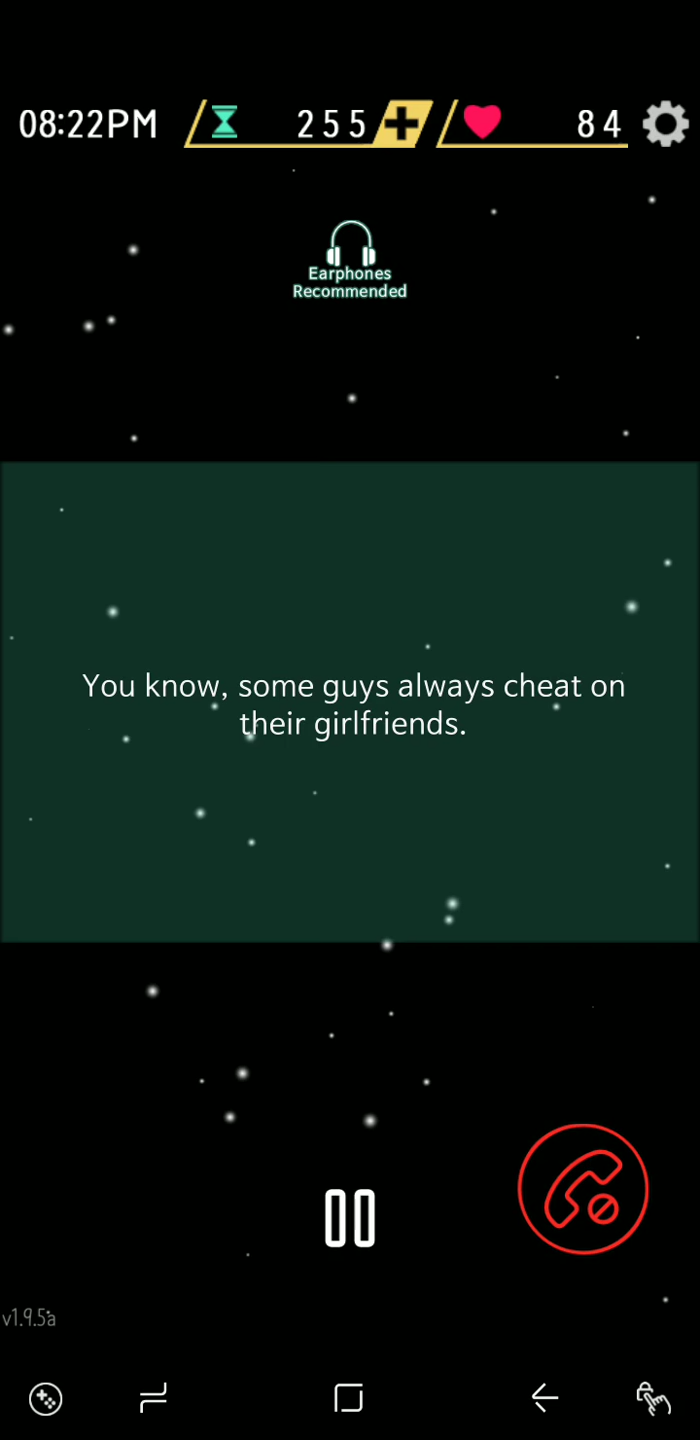 08:22PM 255 84
Earphones
Recommended
You know, some guys always cheat on
their girlfriends.
v1.9.5a